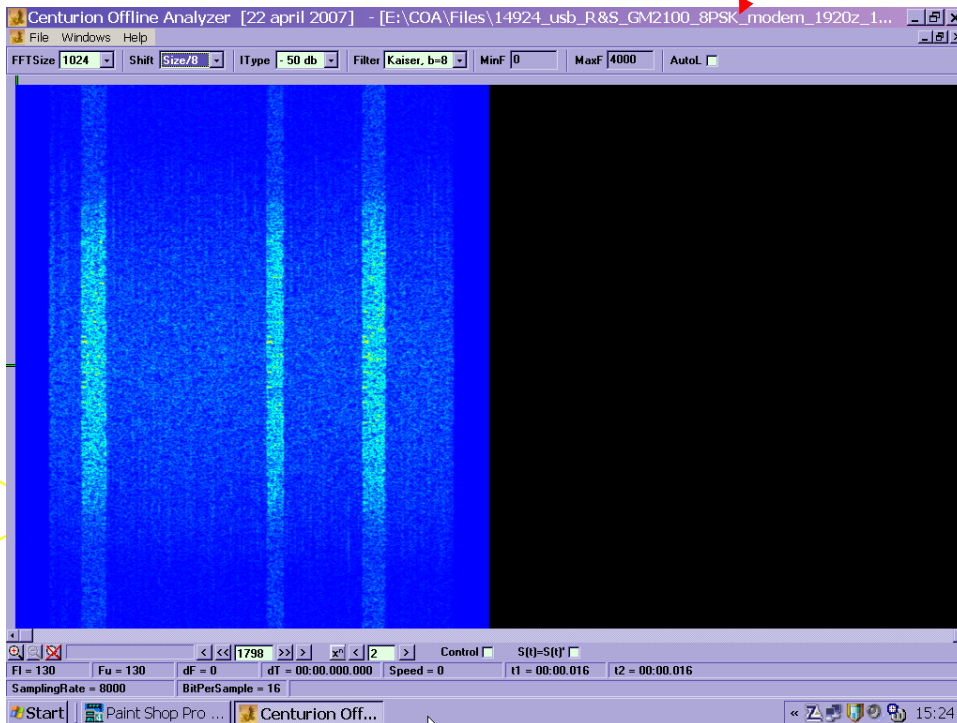 Centurion Offline Analyzer [22 april 2007] - [E:\COA\Files\14924_usb_R&S_GM2100_8PSK_modem_1920z_1...
File Windows Help
FFTSize 1024 Shift Size/8 IType - 50 db Filter Kaiser, b=8 MinF 0 MaxF 4000 AutoL
< << 1798 >> > xⁿ < 2 > Control S(t)=S(t)'
Fl = 130 Fu = 130 dF = 0 dT = 00:00.000.000 Speed = 0 t1 = 00:00.016 t2 = 00:00.016
SamplingRate = 8000 BitPerSample = 16
Start Paint Shop Pro ... Centurion Off... « Z 15:24